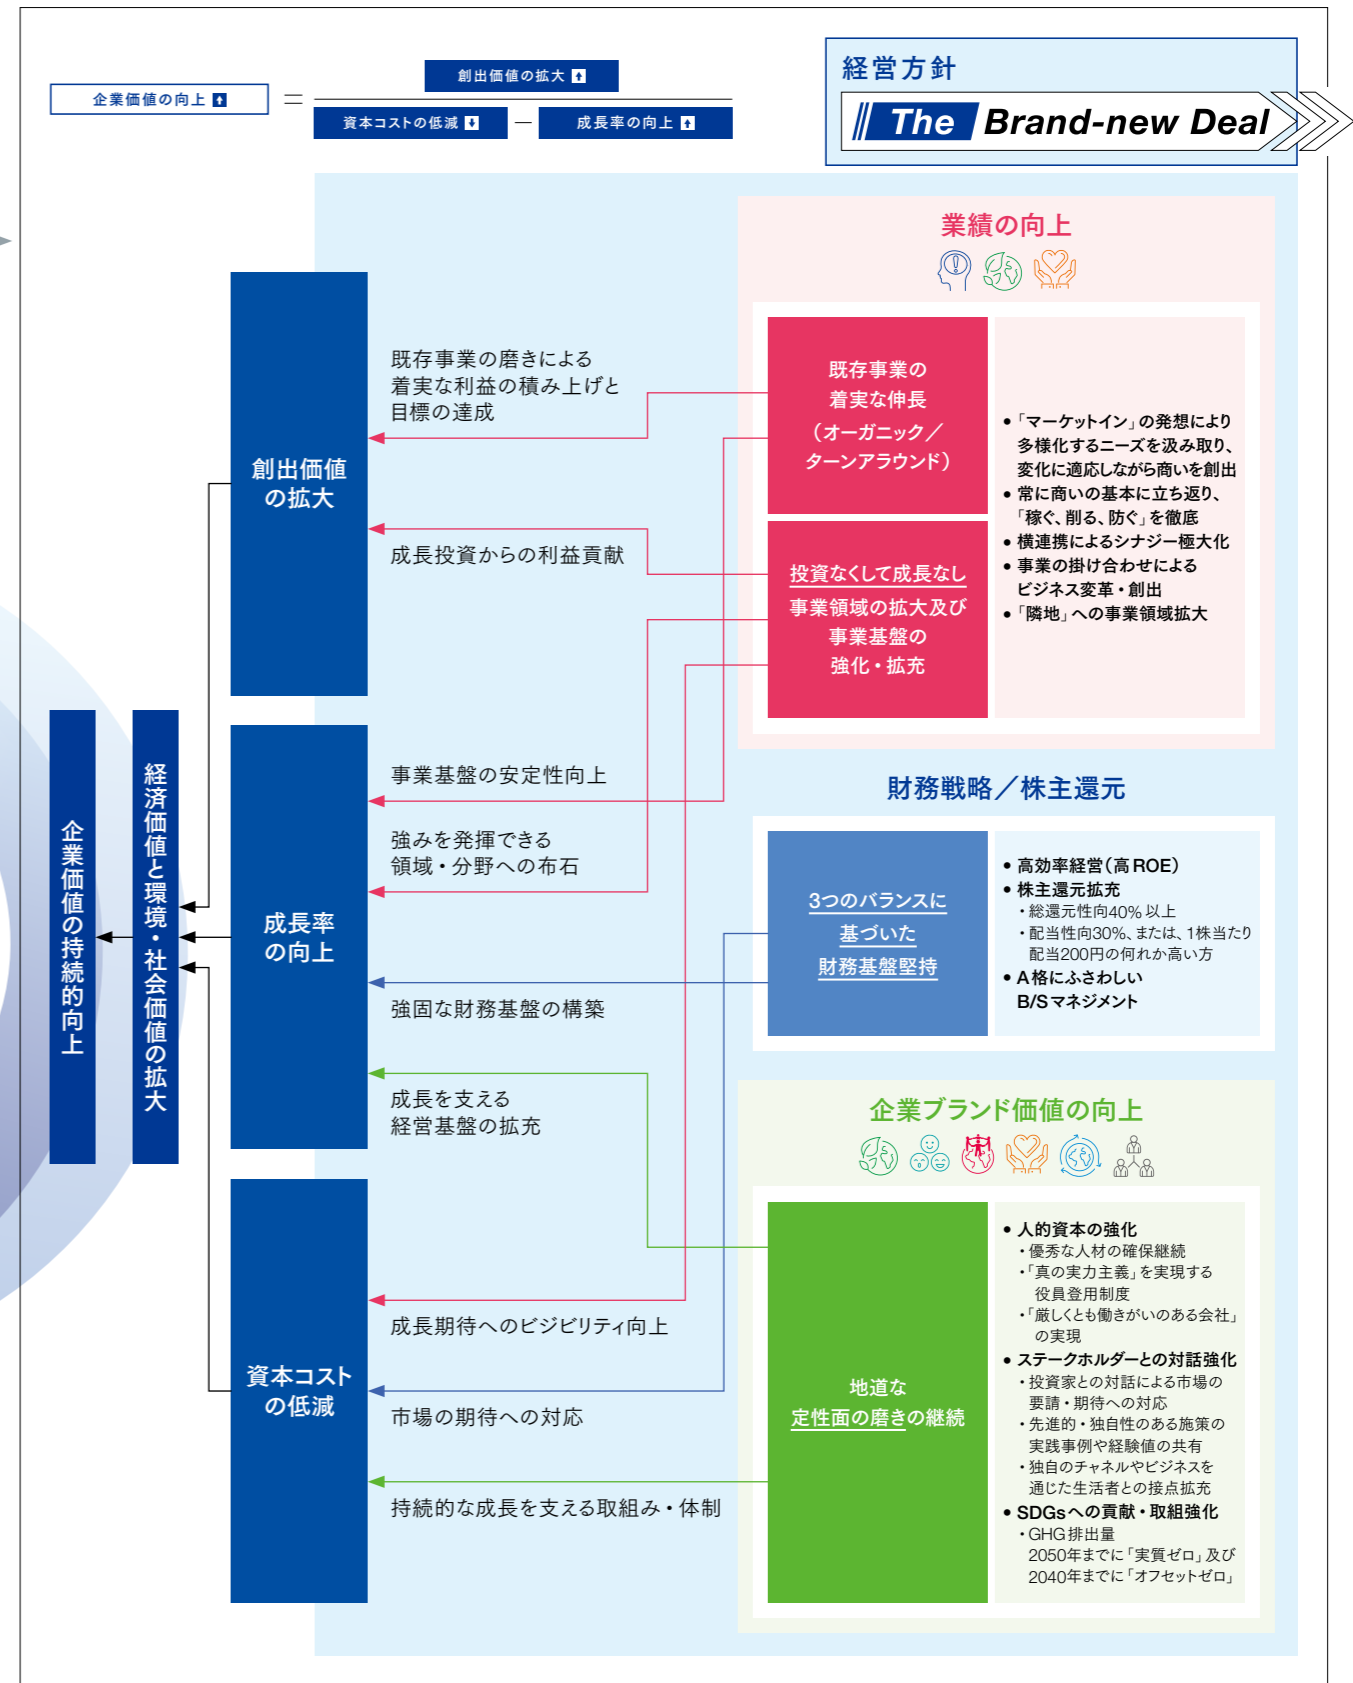 企業価値の向上
=
創出価値の拡大
資本コストの低減
—
成長率の向上
経営方針
The Brand-new Deal
業績の向上
既存事業の
着実な伸長
（オーガニック／
ターンアラウンド）
投資なくして成長なし
事業領域の拡大及び
事業基盤の
強化・拡充
•「マーケットイン」の発想により
多様化するニーズを汲み取り、
変化に適応しながら商いを創出
• 常に商いの基本に立ち返り、
「稼ぐ、削る、防ぐ」を徹底
• 横連携によるシナジー極大化
• 事業の掛け合わせによる
ビジネス変革・創出
•「隣地」への事業領域拡大
既存事業の磨きによる
着実な利益の積み上げと
目標の達成
成長投資からの利益貢献
創出価値
の拡大
事業基盤の安定性向上
強みを発揮できる
領域・分野への布石
強固な財務基盤の構築
成長を支える
経営基盤の拡充
成長率
の向上
経済価値と環境・社会価値の拡大
企業価値の持続的向上
財務戦略／株主還元
3つのバランスに
基づいた
財務基盤堅持
• 高効率経営（高ROE）
• 株主還元拡充
・総還元性向40%以上
・配当性向30%、または、1株当たり
配当200円の何れか高い方
• A格にふさわしい
B/Sマネジメント
企業ブランド価値の向上
地道な
定性面の磨きの継続
• 人的資本の強化
・優秀な人材の確保継続
・「真の実力主義」を実現する
役員登用制度
・「厳しくとも働きがいのある会社」
の実現
• ステークホルダーとの対話強化
・投資家との対話による市場の
要請・期待への対応
・先進的・独自性のある施策の
実践事例や経験値の共有
・独自のチャネルやビジネスを
通じた生活者との接点拡充
• SDGsへの貢献・取組強化
・GHG排出量
2050年までに「実質ゼロ」及び
2040年までに「オフセットゼロ」
成長期待へのビジビリティ向上
市場の期待への対応
持続的な成長を支える取組み・体制
資本コスト
の低減